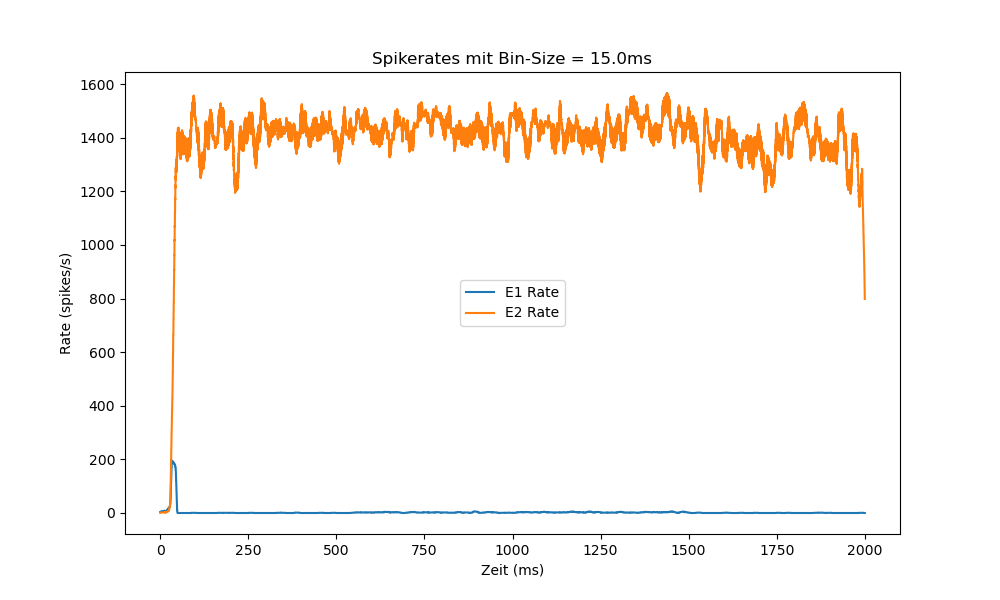 Spikerates mit Bin-Size = 15.0ms
1600
1400
1200
1000
800
600
400
200
0
Rate (spikes/s)
E1 Rate
E2 Rate
0 250 500 750 1000 1250 1500 1750 2000
Zeit (ms)